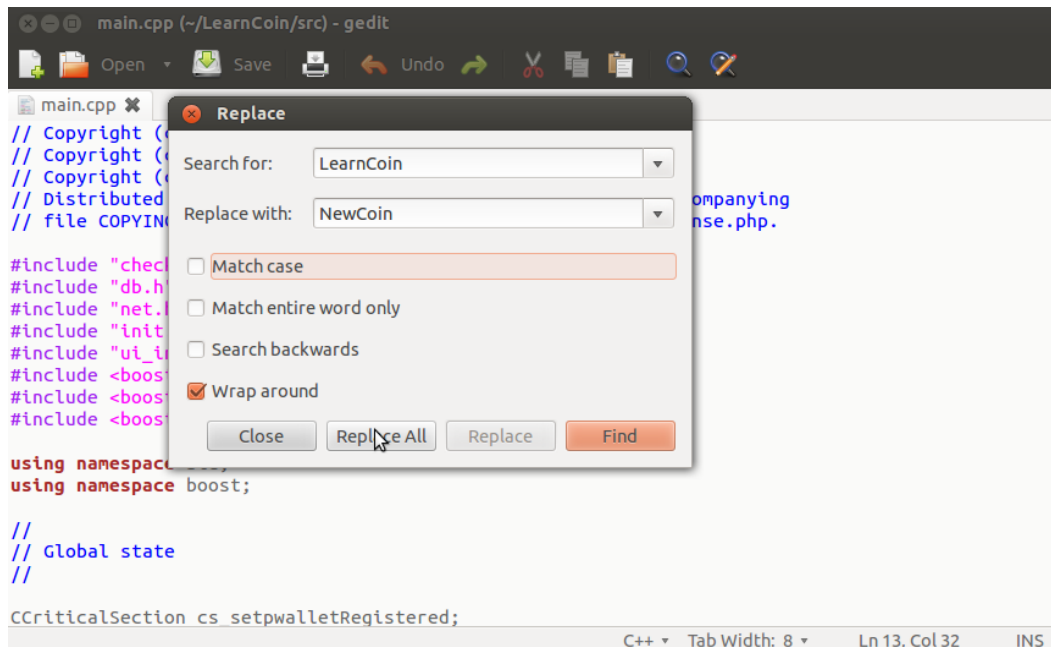 main.cpp (~/LearnCoin/src) - gedit
Open Save Undo
main.cpp
Replace
// Copyright (
// Copyright (
// Copyright (
// Distributed ompanying
// file COPYING nse.php.
Search for: LearnCoin
Replace with: NewCoin
Match case
Match entire word only
Search backwards
Wrap around
Close Replace All Replace Find
#include "chec
#include "db.h"
#include "net.
#include "init
#include "ui_i
#include <boos
#include <boos
#include <boos
using namespac
using namespace boost;
//
// Global state
//
CCriticalSection cs_setpwalletRegistered;
C++ Tab Width: 8 Ln 13, Col 32 INS